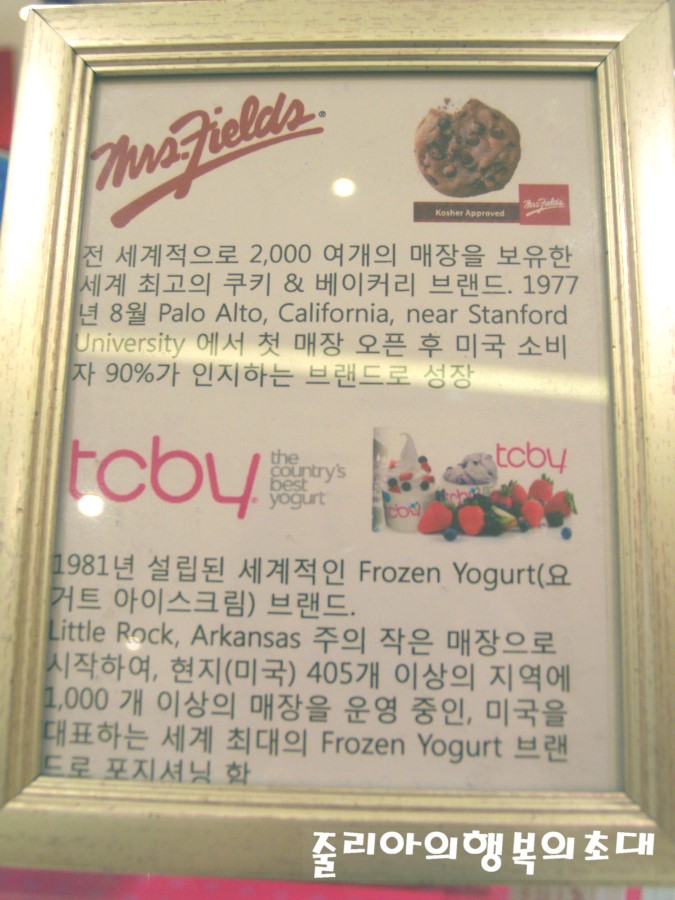 Mrs. Fields®
Kosher Approved
Mrs. Fields
전 세계적으로 2,000 여개의 매장을 보유한
세계 최고의 쿠키 & 베이커리 브랜드. 1977
년 8월 Palo Alto, California, near Stanford
University 에서 첫 매장 오픈 후 미국 소비
자 90%가 인지하는 브랜드로 성장
tcby®
the
country's
best
yogurt
tcby
tcby
tcby
1981년 설립된 세계적인 Frozen Yogurt(요
거트 아이스크림) 브랜드.
Little Rock, Arkansas 주의 작은 매장으로
시작하여, 현지(미국) 405개 이상의 지역에
1,000 개 이상의 매장을 운영 중인, 미국을
대표하는 세계 최대의 Frozen Yogurt 브랜
드로 포지셔닝 함
줄리아의행복의초대